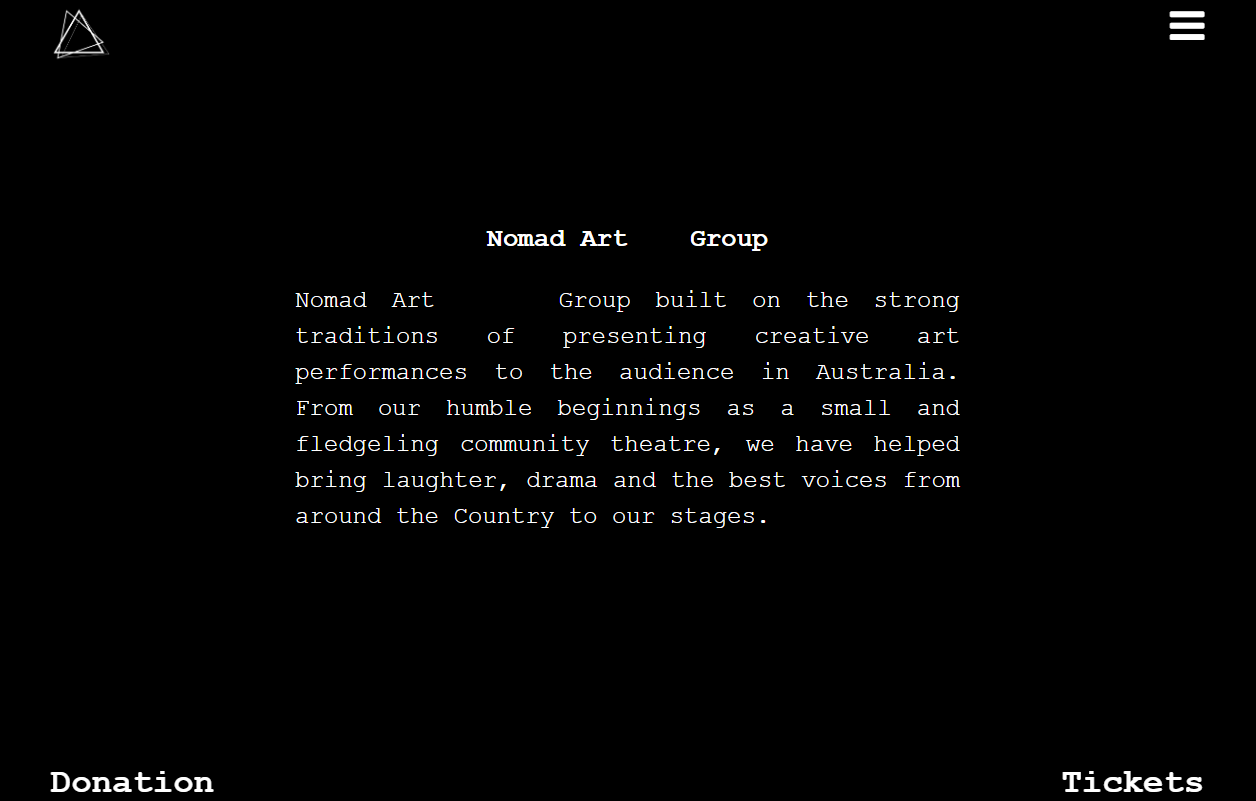 Nomad Art Group
Nomad Art Group built on the strong
traditions of presenting creative art
performances to the audience in Australia.
From our humble beginnings as a small and
fledgeling community theatre, we have helped
bring laughter, drama and the best voices from
around the Country to our stages.
Donation
Tickets